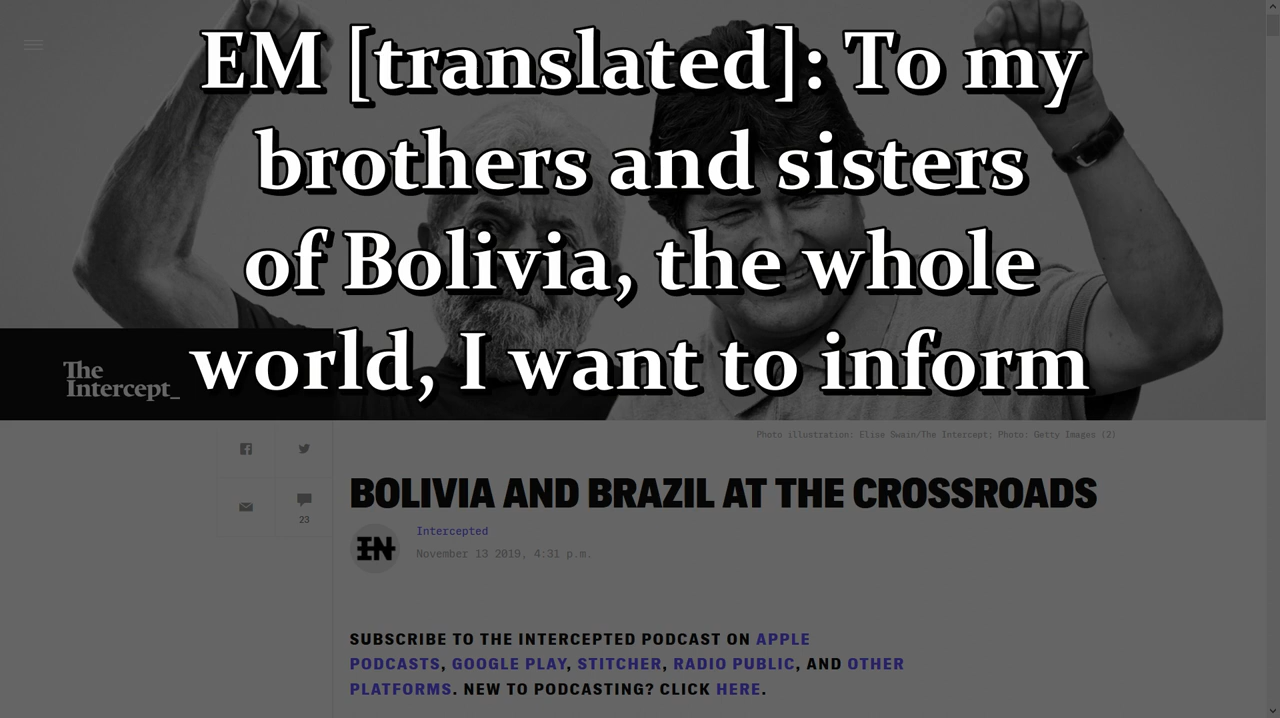 EM [translated]: To my
brothers and sisters
of Bolivia, the whole
world, I want to inform
The
Intercept_
Photo illustration: Elise Swain/The Intercept; Photo: Getty Images (2)
BOLIVIA AND BRAZIL AT THE CROSSROADS
IN
Intercepted
November 13 2019, 4:31 p.m.
23
SUBSCRIBE TO THE INTERCEPTED PODCAST ON APPLE
PODCASTS, GOOGLE PLAY, STITCHER, RADIO PUBLIC, AND OTHER
PLATFORMS. NEW TO PODCASTING? CLICK HERE.